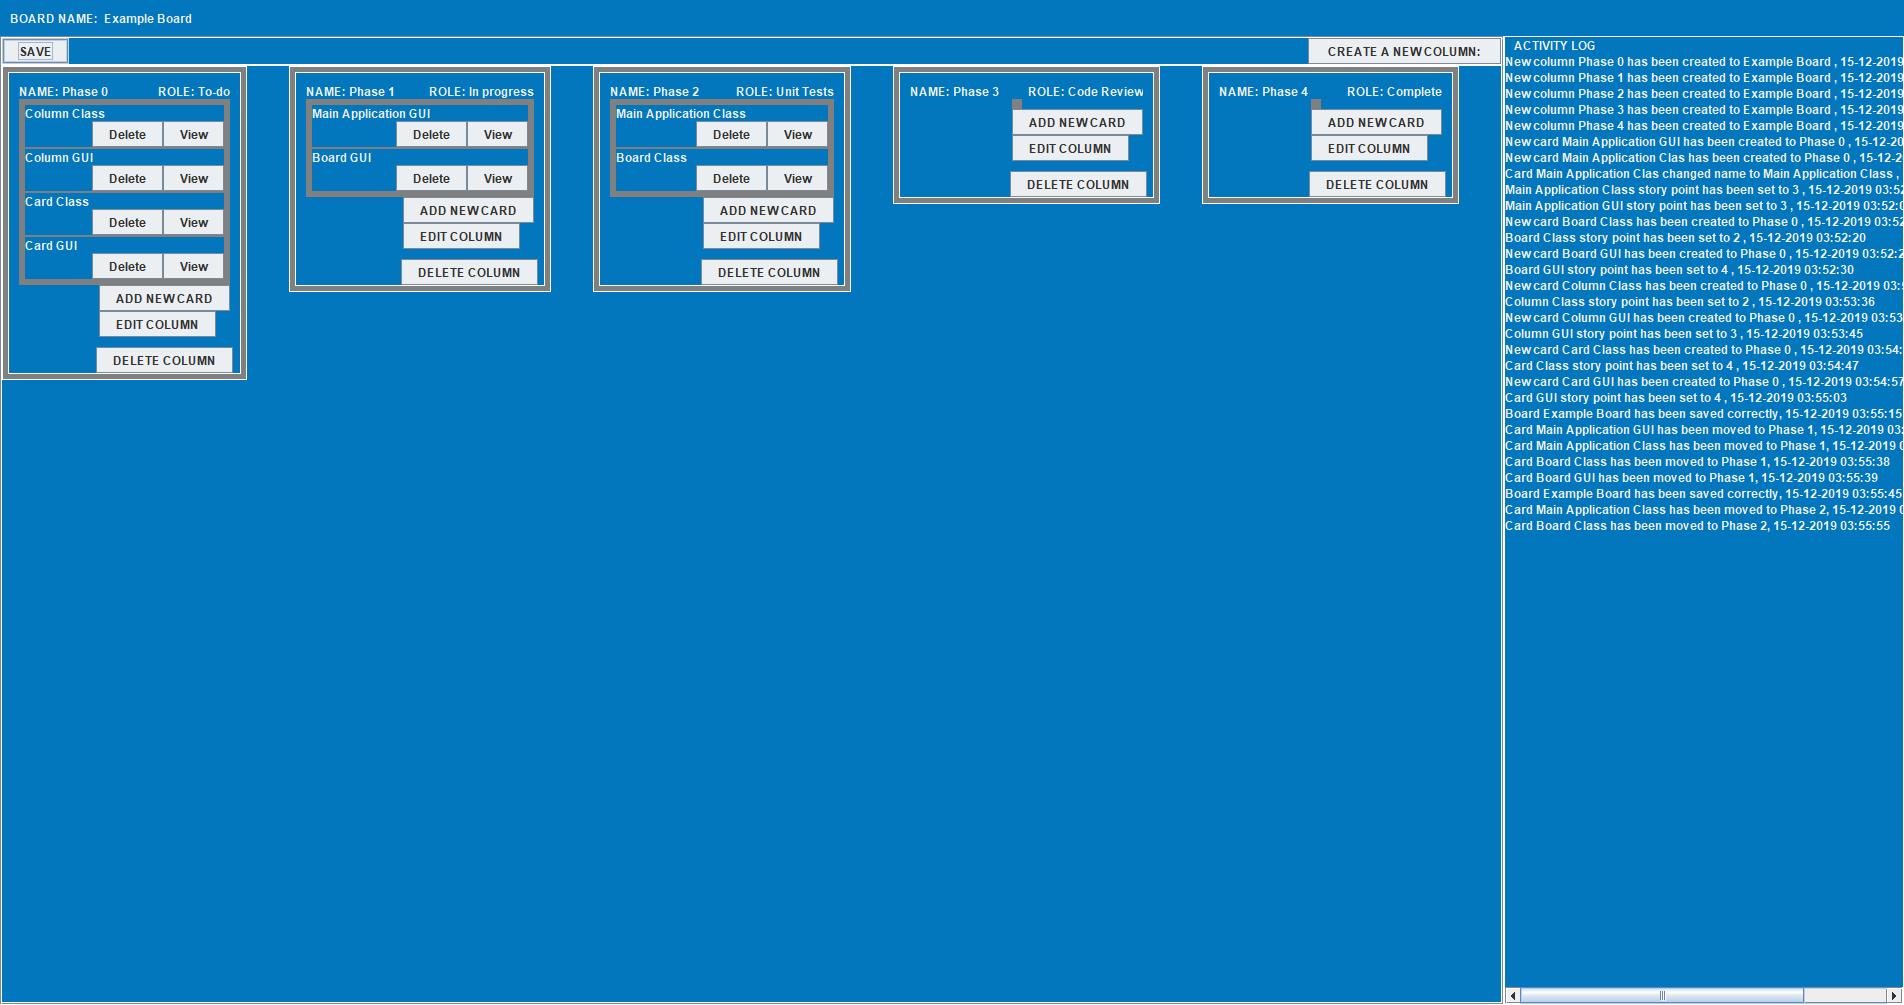 BOARD NAME: Example Board
SAVE
CREATE A NEW COLUMN:
NAME: Phase 0 ROLE: To-do
Column Class
Delete View
Column GUI
Delete View
Card Class
Delete View
Card GUI
Delete View
ADD NEW CARD
EDIT COLUMN
DELETE COLUMN
NAME: Phase 1 ROLE: In progress
Main Application GUI
Delete View
Board GUI
Delete View
ADD NEW CARD
EDIT COLUMN
DELETE COLUMN
NAME: Phase 2 ROLE: Unit Tests
Main Application Class
Delete View
Board Class
Delete View
ADD NEW CARD
EDIT COLUMN
DELETE COLUMN
NAME: Phase 3 ROLE: Code Review
ADD NEW CARD
EDIT COLUMN
DELETE COLUMN
NAME: Phase 4 ROLE: Complete
ADD NEW CARD
EDIT COLUMN
DELETE COLUMN
ACTIVITY LOG
New column Phase 0 has been created to Example Board , 15-12-2019
New column Phase 1 has been created to Example Board , 15-12-2019
New column Phase 2 has been created to Example Board , 15-12-2019
New column Phase 3 has been created to Example Board , 15-12-2019
New column Phase 4 has been created to Example Board , 15-12-2019
New card Main Application GUI has been created to Phase 0 , 15-12-20
New card Main Application Clas has been created to Phase 0 , 15-12-2
Card Main Application Clas changed name to Main Application Class ,
Main Application Class story point has been set to 3 , 15-12-2019 03:52
Main Application GUI story point has been set to 3 , 15-12-2019 03:52:0
New card Board Class has been created to Phase 0 , 15-12-2019 03:52
Board Class story point has been set to 2 , 15-12-2019 03:52:20
New card Board GUI has been created to Phase 0 , 15-12-2019 03:52:2
Board GUI story point has been set to 4 , 15-12-2019 03:52:30
New card Column Class has been created to Phase 0 , 15-12-2019 03:
Column Class story point has been set to 2 , 15-12-2019 03:53:36
New card Column GUI has been created to Phase 0 , 15-12-2019 03:53
Column GUI story point has been set to 3 , 15-12-2019 03:53:45
New card Card Class has been created to Phase 0 , 15-12-2019 03:54:
Card Class story point has been set to 4 , 15-12-2019 03:54:47
New card Card GUI has been created to Phase 0 , 15-12-2019 03:54:57
Card GUI story point has been set to 4 , 15-12-2019 03:55:03
Board Example Board has been saved correctly, 15-12-2019 03:55:15
Card Main Application GUI has been moved to Phase 1, 15-12-2019 03:
Card Main Application Class has been moved to Phase 1, 15-12-2019 0
Card Board Class has been moved to Phase 1, 15-12-2019 03:55:38
Card Board GUI has been moved to Phase 1, 15-12-2019 03:55:39
Board Example Board has been saved correctly, 15-12-2019 03:55:45
Card Main Application Class has been moved to Phase 2, 15-12-2019 0
Card Board Class has been moved to Phase 2, 15-12-2019 03:55:55